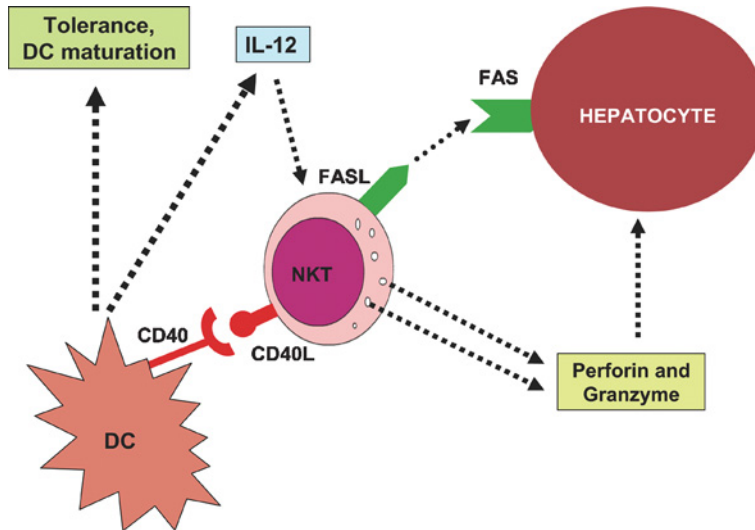 Tolerance,
DC maturation
IL-12
FAS
HEPATOCYTE
FASL
NKT
CD40
CD40L
Perforin and
Granzyme
DC